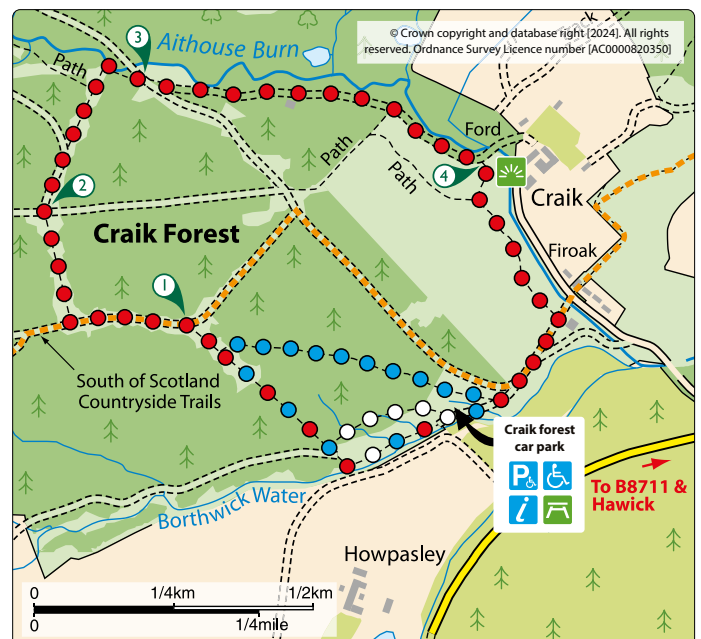 © Crown copyright and database right [2024]. All rights
reserved. Ordnance Survey Licence number [AC0000820350]
Track
3
Aithouse Burn
Path
Ford
Path
4
Path
2
Craik
Craik Forest
Firoak
1
South of Scotland
Countryside Trails
Craik forest
car park
P
i
To B8711 &
Hawick
Borthwick Water
Howpasley
0 1/4km 1/2km
0 1/4mile